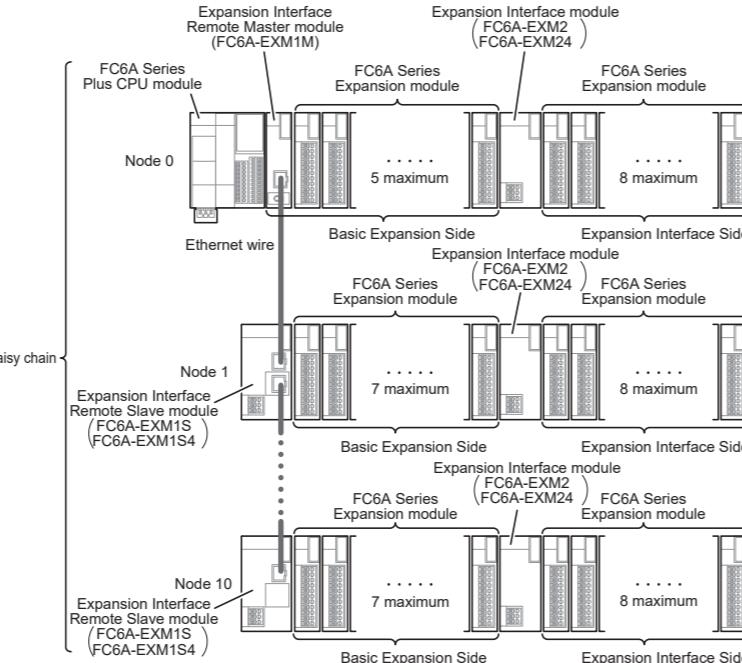 Expansion Interface
Remote Master module
(FC6A-EXM1M)
Expansion Interface module
(FC6A-EXM2
FC6A-EXM24)
FC6A Series
Plus CPU module
FC6A Series
Expansion module
FC6A Series
Expansion module
Node 0
.....
5 maximum
.....
8 maximum
Ethernet wire
Basic Expansion Side
Expansion Interface Side
Expansion Interface module
(FC6A-EXM2
FC6A-EXM24)
FC6A Series
Expansion module
FC6A Series
Expansion module
aisy chain
Node 1
.....
7 maximum
.....
8 maximum
Expansion Interface
Remote Slave module
(FC6A-EXM1S
FC6A-EXM1S4)
Basic Expansion Side
Expansion Interface Side
Expansion Interface module
(FC6A-EXM2
FC6A-EXM24)
FC6A Series
Expansion module
FC6A Series
Expansion module
Node 10
.....
7 maximum
.....
8 maximum
Expansion Interface
Remote Slave module
(FC6A-EXM1S
FC6A-EXM1S4)
Basic Expansion Side
Expansion Interface Side